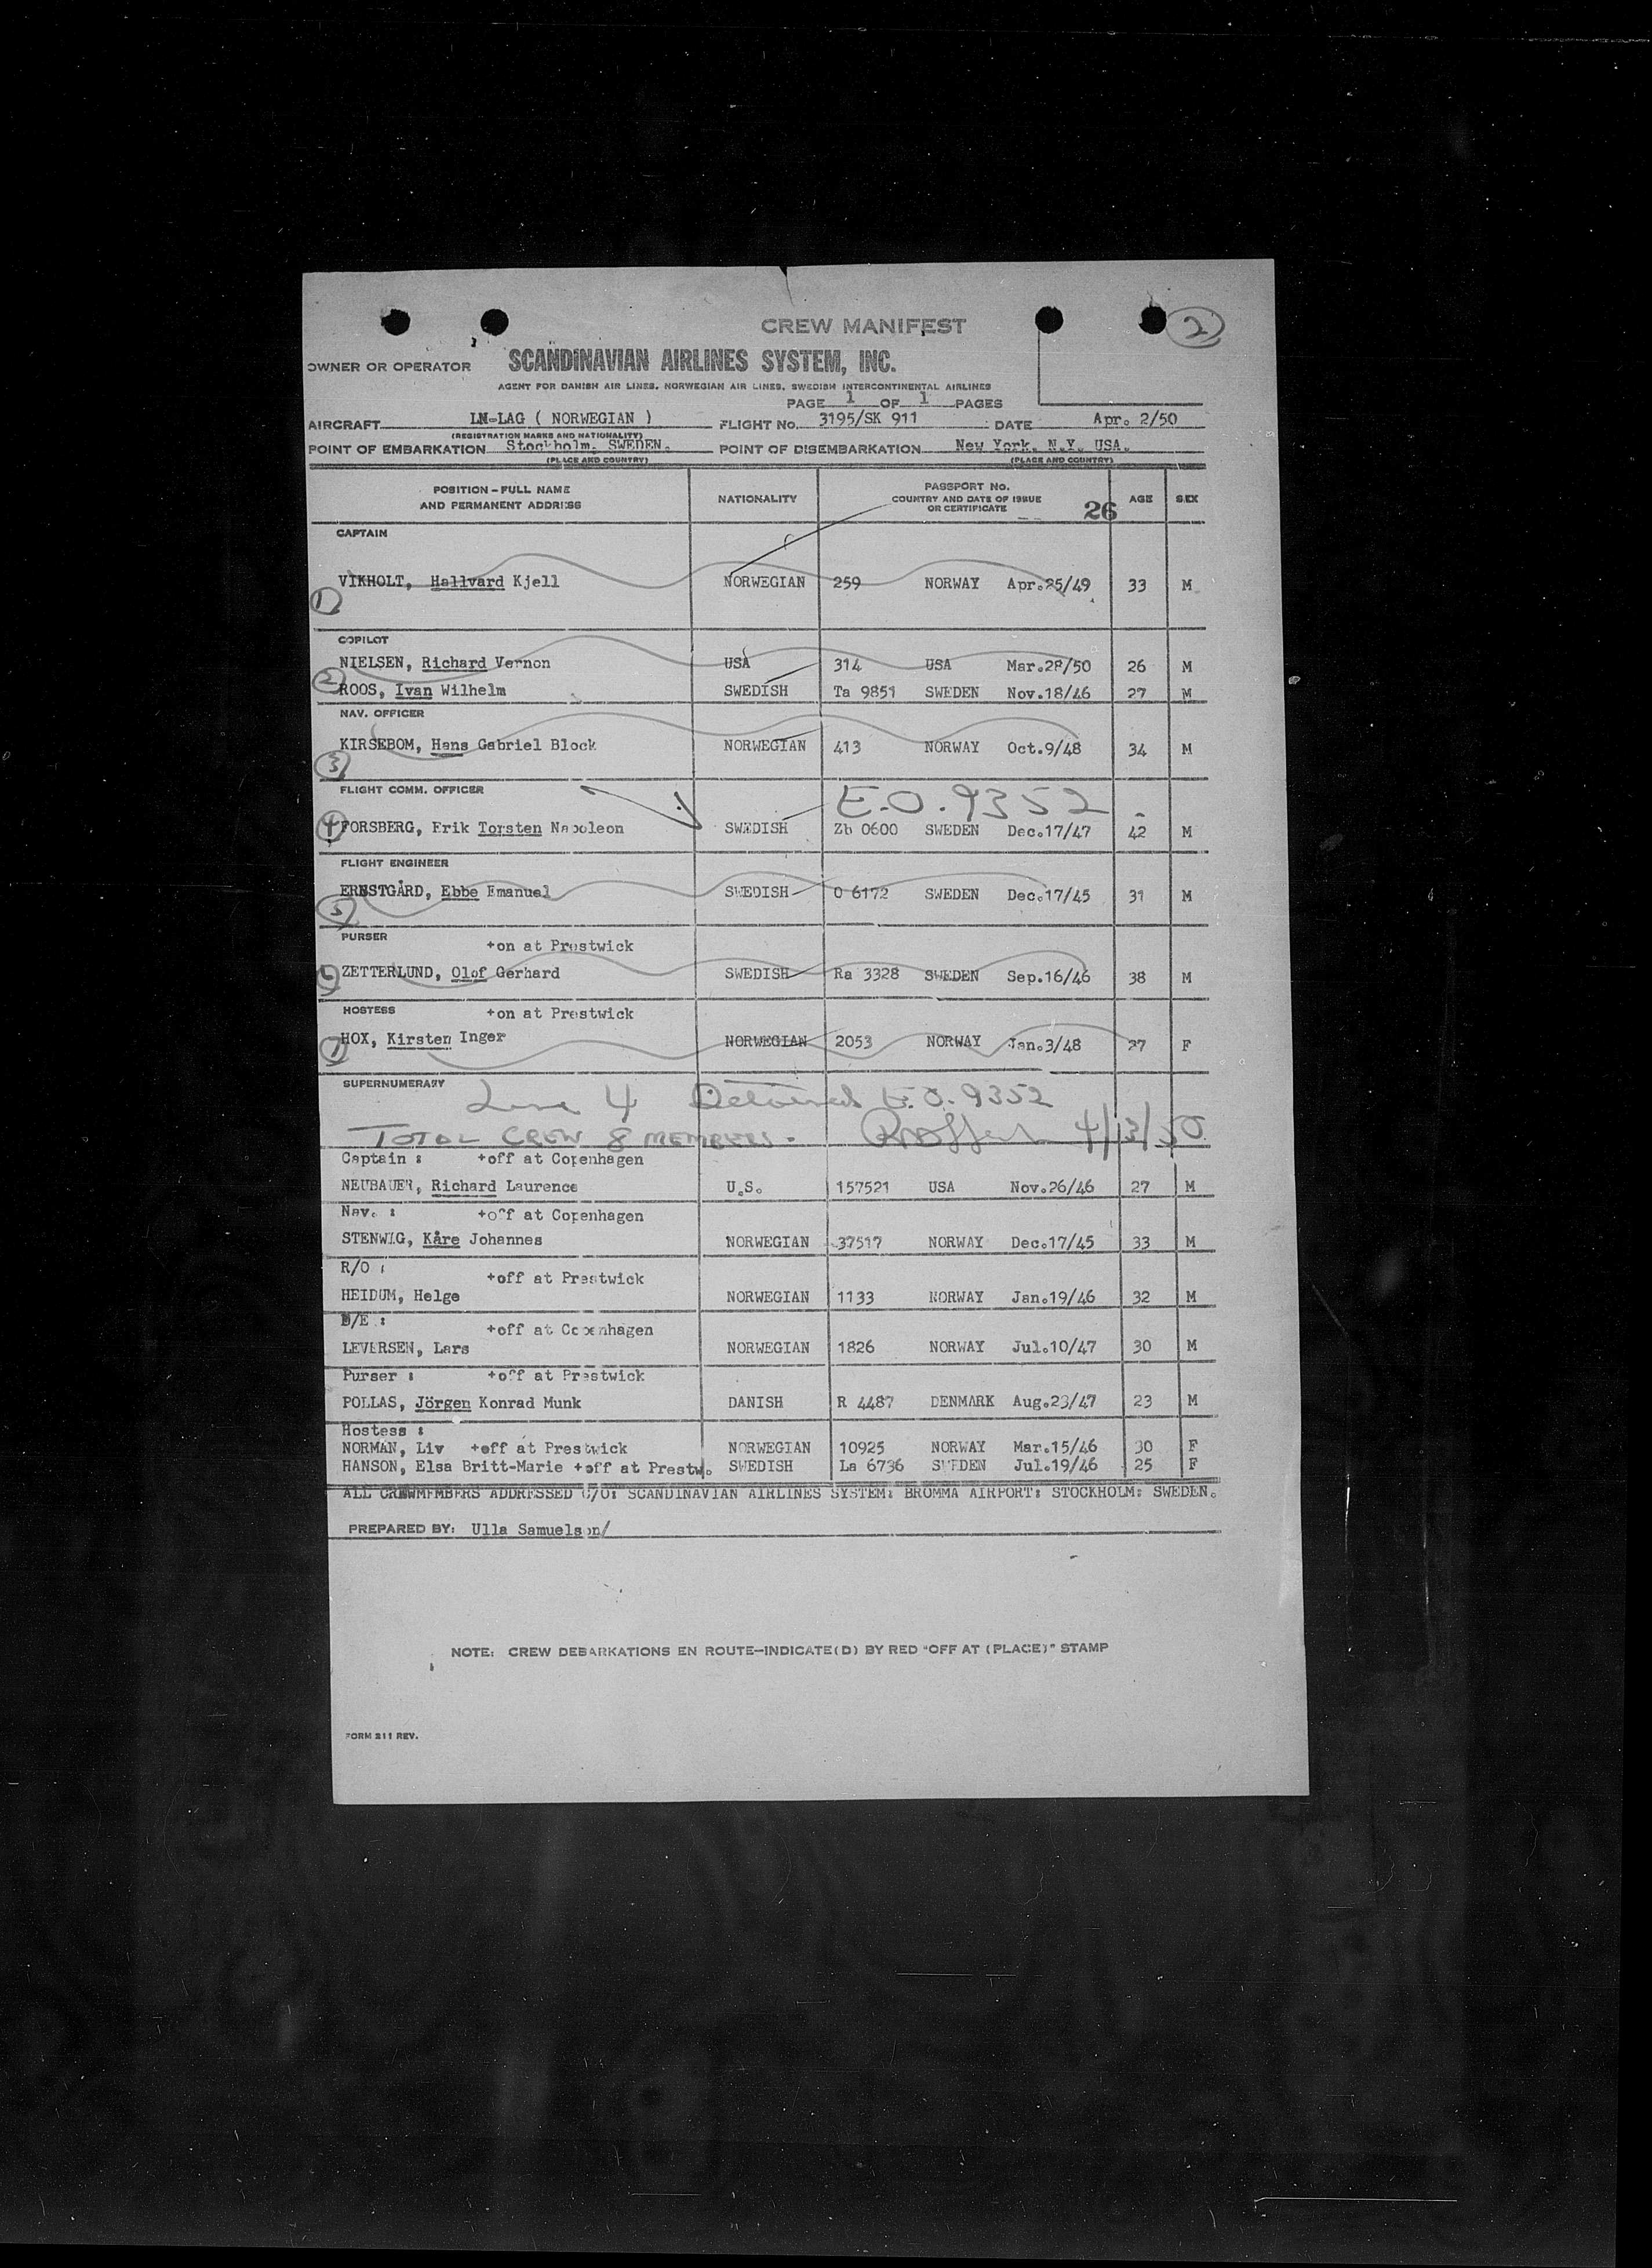 2
CREW MANIFEST
OWNER OR OPERATOR SCANDINAVIAN AIRLINES SYSTEM, INC.
AGENT FOR DANISH AIR LINES, NORWEGIAN AIR LINES, SWEDISH INTERCONTINENTAL AIRLINES
PAGE 1 OF 1 PAGES
AIRCRAFT LN-LAG ( NORWEGIAN ) FLIGHT No. 3195/SK 911 DATE Apr. 2/50
(REGISTRATION MARKS AND NATIONALITY)
POINT OF EMBARKATION Stockholm, SWEDEN. POINT OF DISEMBARKATION New York, N.Y. USA.
(PLACE AND COUNTRY) (PLACE AND COUNTRY)
POSITION – FULL NAME AND PERMANENT ADDRESS NATIONALITY PASSPORT No. COUNTRY AND DATE OF ISSUE OR CERTIFICATE 26 AGE SEX
CAPTAIN
VIKHOLT, Hallvard Kjell NORWEGIAN 259 NORWAY Apr.25/49 33 M
1
COPILOT
NIELSEN, Richard Vernon USA 314 USA Mar.28/50 26 M
2 ROOS, Ivan Wilhelm SWEDISH Ta 9851 SWEDEN Nov.18/46 27 M
NAV. OFFICER
KIRSEBOM, Hans Gabriel Block NORWEGIAN 413 NORWAY Oct.9/48 34 M
3
FLIGHT COMM. OFFICER E.O. 9352
4 FORSBERG, Erik Torsten Napoleon SWEDISH Zb 0600 SWEDEN Dec.17/47 42 M
FLIGHT ENGINEER
ERNSTGÅRD, Ebbe Emanuel SWEDISH O 6172 SWEDEN Dec.17/45 31 M
5
PURSER +on at Prestwick
6 ZETTERLUND, Olof Gerhard SWEDISH Ra 3328 SWEDEN Sep.16/46 38 M
HOSTESS +on at Prestwick
7 HOX, Kirsten Inger NORWEGIAN 2053 NORWAY Jan.3/48 27 F
SUPERNUMERARY
Line 4 Detained E.O. 9352
TOTAL CREW 8 MEMBERS. 4/13/50
Captain : +off at Copenhagen
NEUBAUER, Richard Laurence U.S. 157521 USA Nov.26/46 27 M
Nav. : +off at Copenhagen
STENWIG, Kåre Johannes NORWEGIAN 37517 NORWAY Dec.17/45 33 M
R/O : +off at Prestwick
HEIDUM, Helge NORWEGIAN 1133 NORWAY Jan.19/46 32 M
/E : +off at Copenhagen
LEVERSEN, Lars NORWEGIAN 1826 NORWAY Jul.10/47 30 M
Purser : +off at Prestwick
POLLAS, Jörgen Konrad Munk DANISH R 4487 DENMARK Aug.23/47 23 M
Hostess :
NORMAN, Liv +off at Prestwick NORWEGIAN 10925 NORWAY Mar.15/46 30 F
HANSON, Elsa Britt-Marie +off at Prestw. SWEDISH La 6736 SWEDEN Jul.19/46 25 F
ALL CREWMEMBERS ADDRESSED C/O: SCANDINAVIAN AIRLINES SYSTEM: BROMMA AIRPORT: STOCKHOLM: SWEDEN.
PREPARED BY: Ulla Samuelson/
NOTE: CREW DEBARKATIONS EN ROUTE—INDICATE(D) BY RED "OFF AT (PLACE)" STAMP
FORM 211 REV.